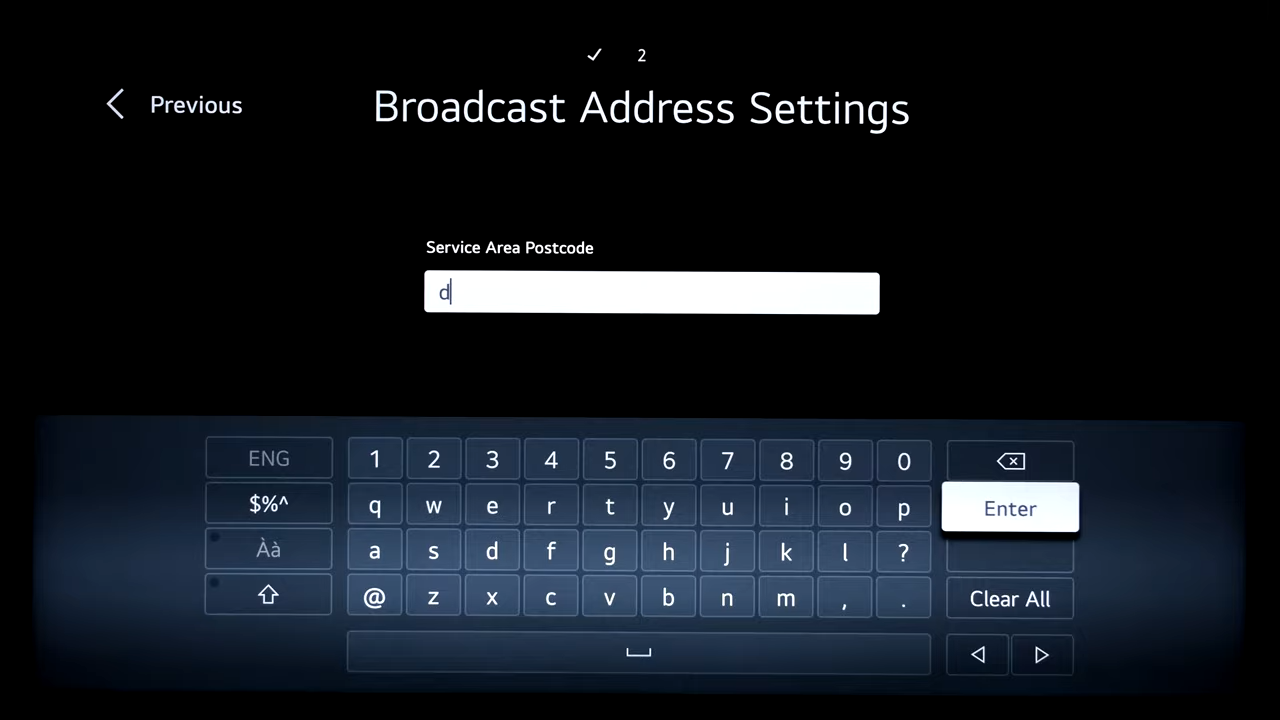 ✓ 2
Previous
Broadcast Address Settings
Service Area Postcode
d
ENG 1 2 3 4 5 6 7 8 9 0
$%^ q w e r t y u i o p Enter
Àà a s d f g h j k l ?
@ z x c v b n m , . Clear All